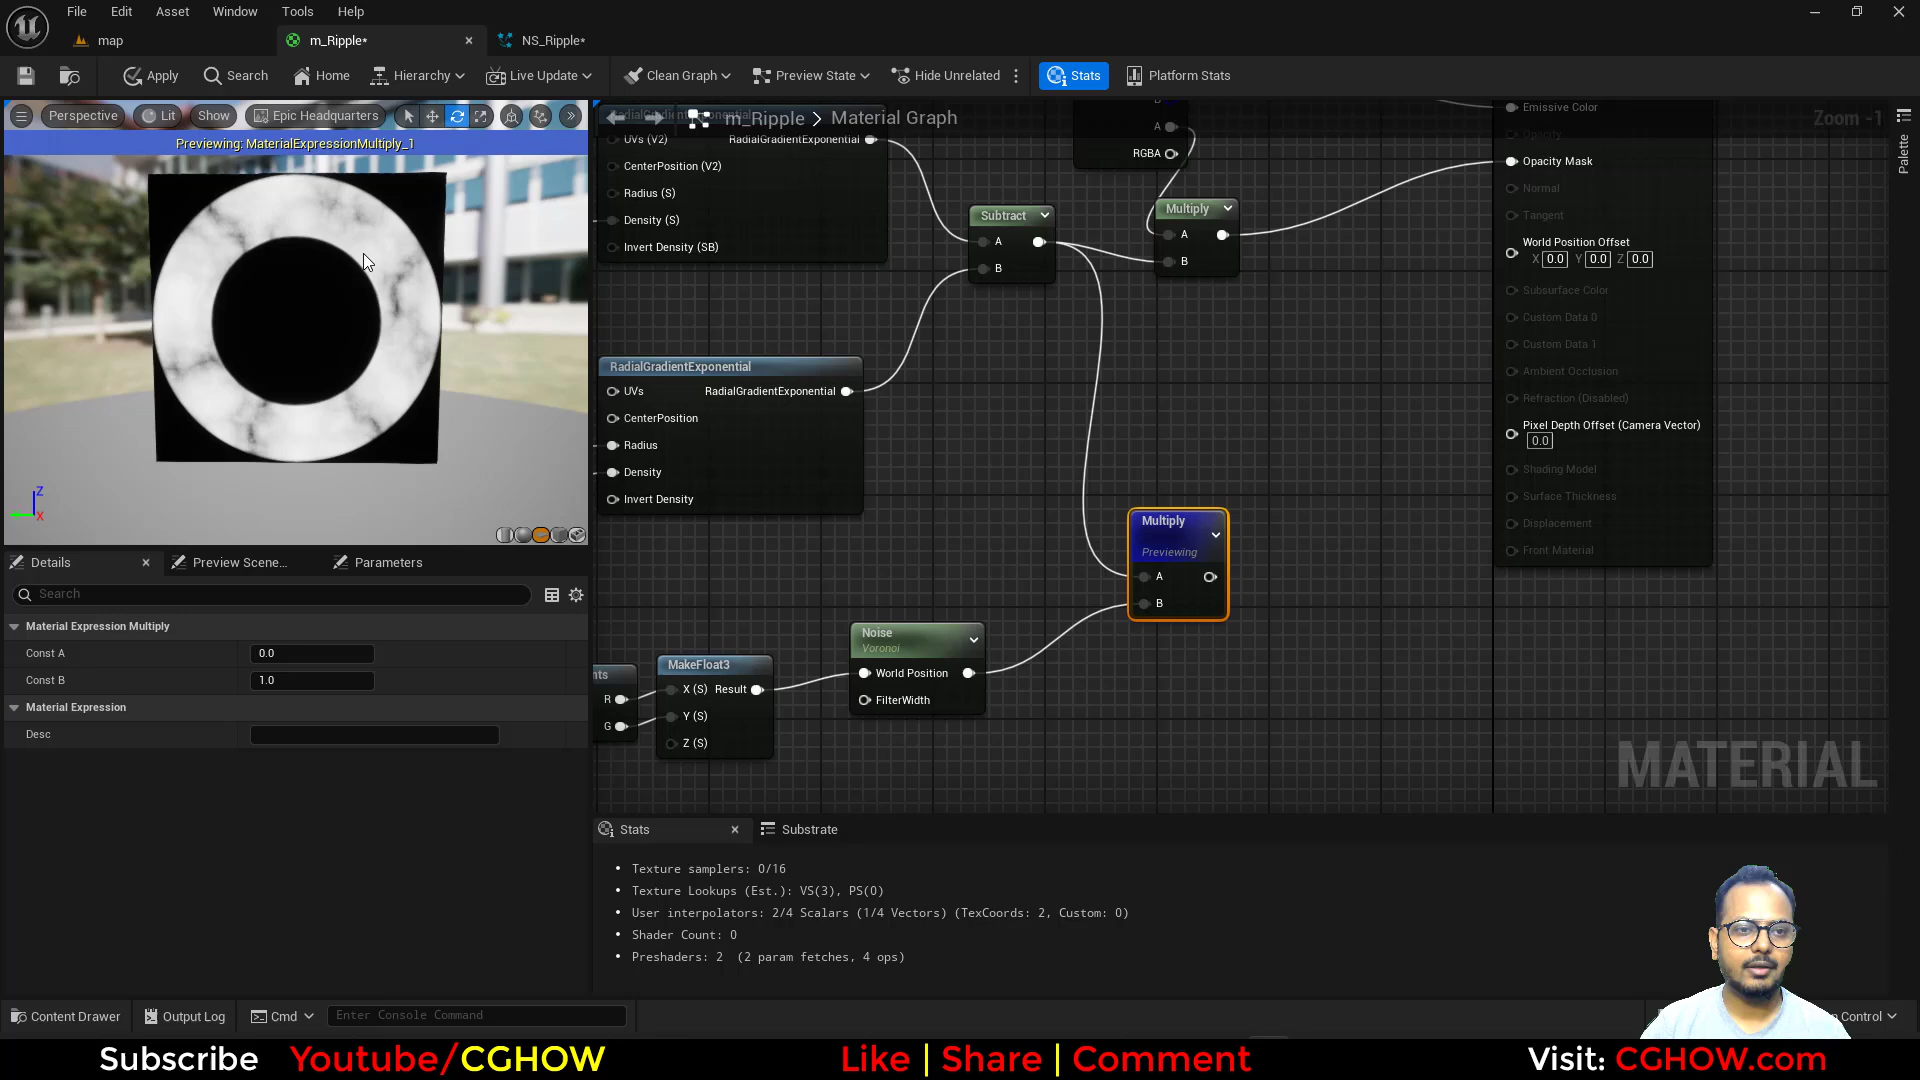 File Edit Asset Window Tools Help
map
m_Ripple*
NS_Ripple*
Apply Search Home Hierarchy Live Update Clean Graph Preview State Hide Unrelated Stats Platform Stats
Perspective Lit Show Epic Headquarters
Previewing: MaterialExpressionMultiply_1
m_Ripple > Material Graph
Zoom -1
Palette
UVs (V2) RadialGradientExponential
CenterPosition (V2)
Radius (S)
Density (S)
Invert Density (SB)
Subtract
A
B
A
RGBA
Multiply
A
B
Emissive Color
Opacity
Opacity Mask
Normal
Tangent
World Position Offset
X 0.0 Y 0.0 Z 0.0
Subsurface Color
Custom Data 0
Custom Data 1
Ambient Occlusion
Refraction (Disabled)
Pixel Depth Offset (Camera Vector)
0.0
Shading Model
Surface Thickness
Displacement
Front Material
RadialGradientExponential
UVs RadialGradientExponential
CenterPosition
Radius
Density
Invert Density
Multiply
Previewing
A
B
Noise
Voronoi
World Position
FilterWidth
MakeFloat3
X (S) Result
Y (S)
Z (S)
nts
R
G
MATERIAL
Z
X
Details Preview Scene... Parameters
Search
Material Expression Multiply
Const A 0.0
Const B 1.0
Material Expression
Desc
Stats Substrate
• Texture samplers: 0/16
• Texture Lookups (Est.): VS(3), PS(0)
• User interpolators: 2/4 Scalars (1/4 Vectors) (TexCoords: 2, Custom: 0)
• Shader Count: 0
• Preshaders: 2 (2 param fetches, 4 ops)
Content Drawer Output Log Cmd Enter Console Command
Control
Subscribe Youtube/CGHOW Like | Share | Comment Visit: CGHOW.com